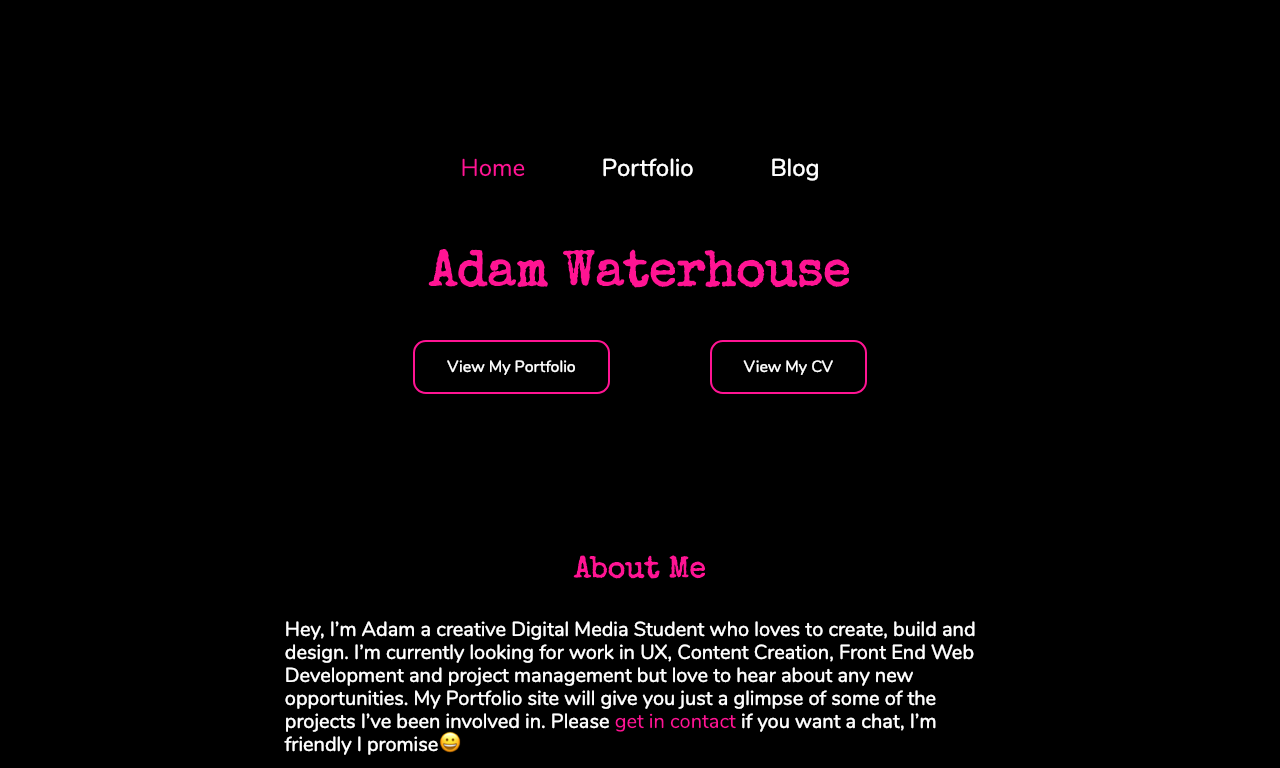 Home Portfolio Blog
Adam Waterhouse
View My Portfolio View My CV
About Me
Hey, I’m Adam a creative Digital Media Student who loves to create, build and
design. I’m currently looking for work in UX, Content Creation, Front End Web
Development and project management but love to hear about any new
opportunities. My Portfolio site will give you just a glimpse of some of the
projects I’ve been involved in. Please get in contact if you want a chat, I’m
friendly I promise😀